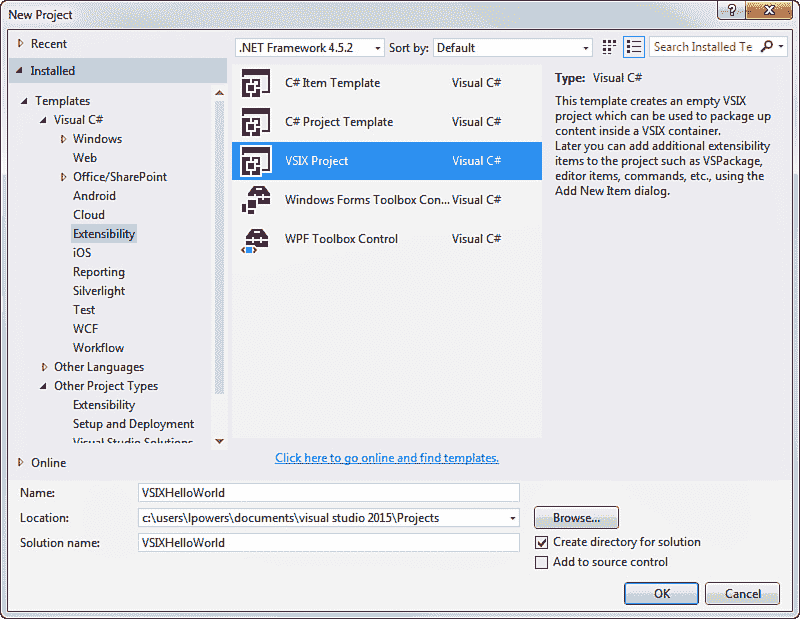 New Project
?
Recent
.NET Framework 4.5.2
Sort by: Default
Search Installed Te
Installed
Templates
Visual C#
Windows
Web
Office/SharePoint
Android
Cloud
Extensibility
iOS
Reporting
Silverlight
Test
WCF
Workflow
Other Languages
Other Project Types
Extensibility
Setup and Deployment
Visual Studio Solutions
Online
C# Item Template Visual C#
C# Project Template Visual C#
VSIX Project Visual C#
Windows Forms Toolbox Con... Visual C#
WPF Toolbox Control Visual C#
Click here to go online and find templates.
Type: Visual C#
This template creates an empty VSIX
project which can be used to package up
content inside a VSIX container.
Later you can add additional extensibility
items to the project such as VSPackage,
editor items, commands, etc., using the
Add New Item dialog.
Name: VSIXHelloWorld
Location: c:\users\lpowers\documents\visual studio 2015\Projects
Browse...
Solution name: VSIXHelloWorld
Create directory for solution
Add to source control
OK
Cancel